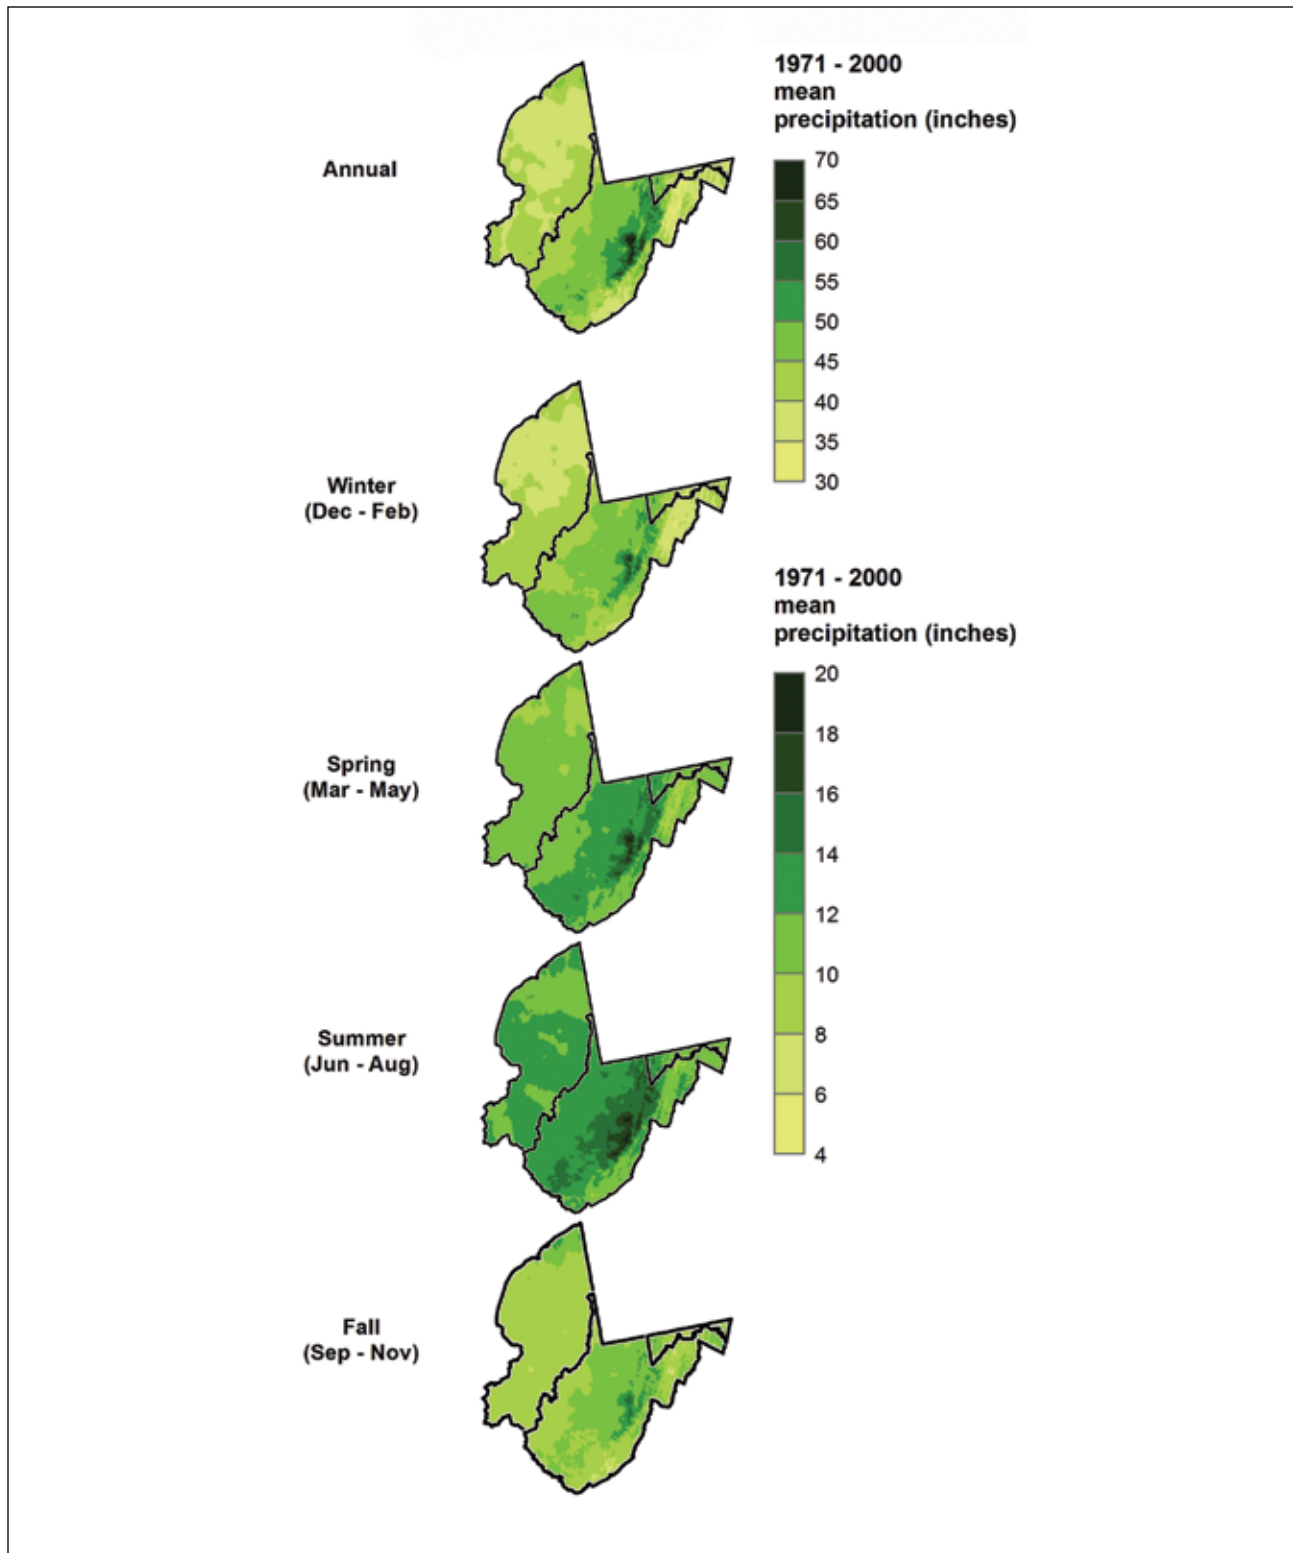 1971 - 2000
mean
precipitation (inches)
Annual
70
65
60
55
50
45
40
35
30
Winter
(Dec - Feb)
1971 - 2000
mean
precipitation (inches)
20
18
16
14
12
10
8
6
4
Spring
(Mar - May)
Summer
(Jun - Aug)
Fall
(Sep - Nov)